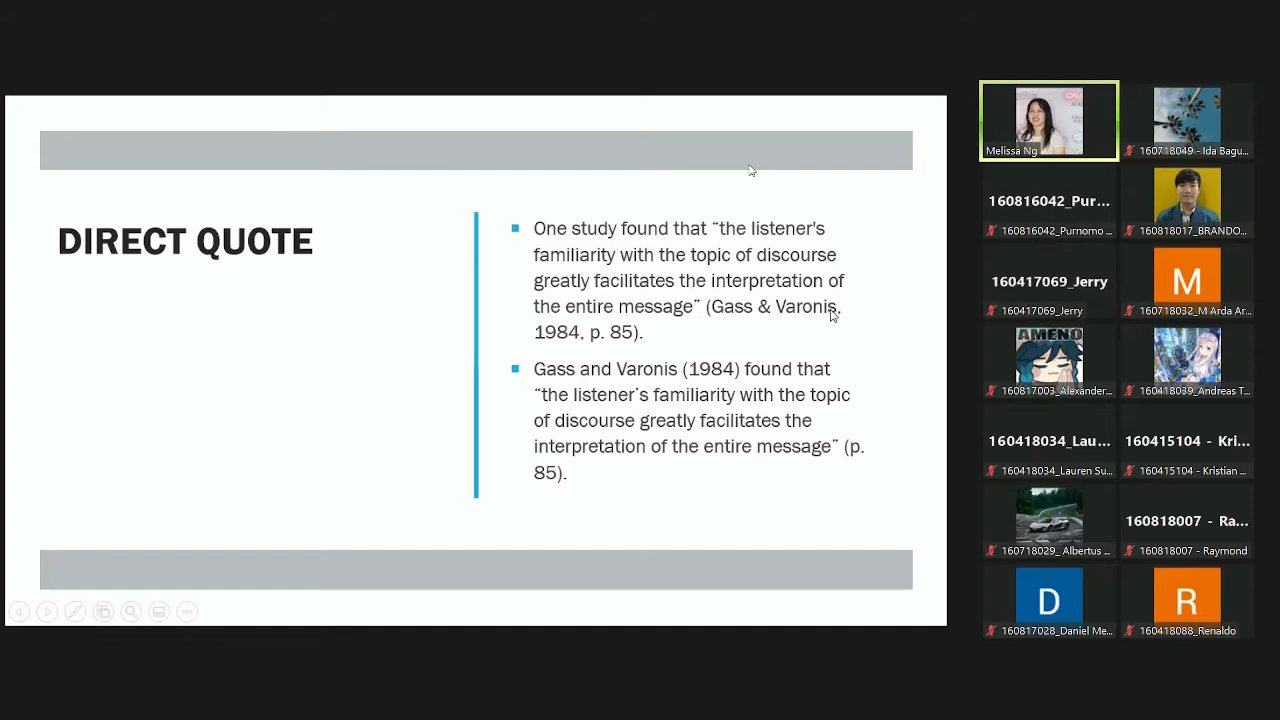 DIRECT QUOTE
One study found that “the listener's
familiarity with the topic of discourse
greatly facilitates the interpretation of
the entire message” (Gass & Varonis,
1984, p. 85).
Gass and Varonis (1984) found that
“the listener’s familiarity with the topic
of discourse greatly facilitates the
interpretation of the entire message” (p.
85).
Melissa Ng
160718049 - Ida Bagu...
160816042_Pur...
160816042_Purnomo ...
160818017_BRANDO...
160417069_Jerry
160417069_Jerry
M
160718032_M Arda Ar...
AMENO
160817003_Alexander...
160418039_Andreas T...
160418034_Lau...
160418034_Lauren Su...
160415104 - Kri...
160415104 - Kristian ...
160718029_ Albertus ...
160818007 - Ra...
160818007 - Raymond
D
160817028_Daniel Me...
R
160418088_Renaldo